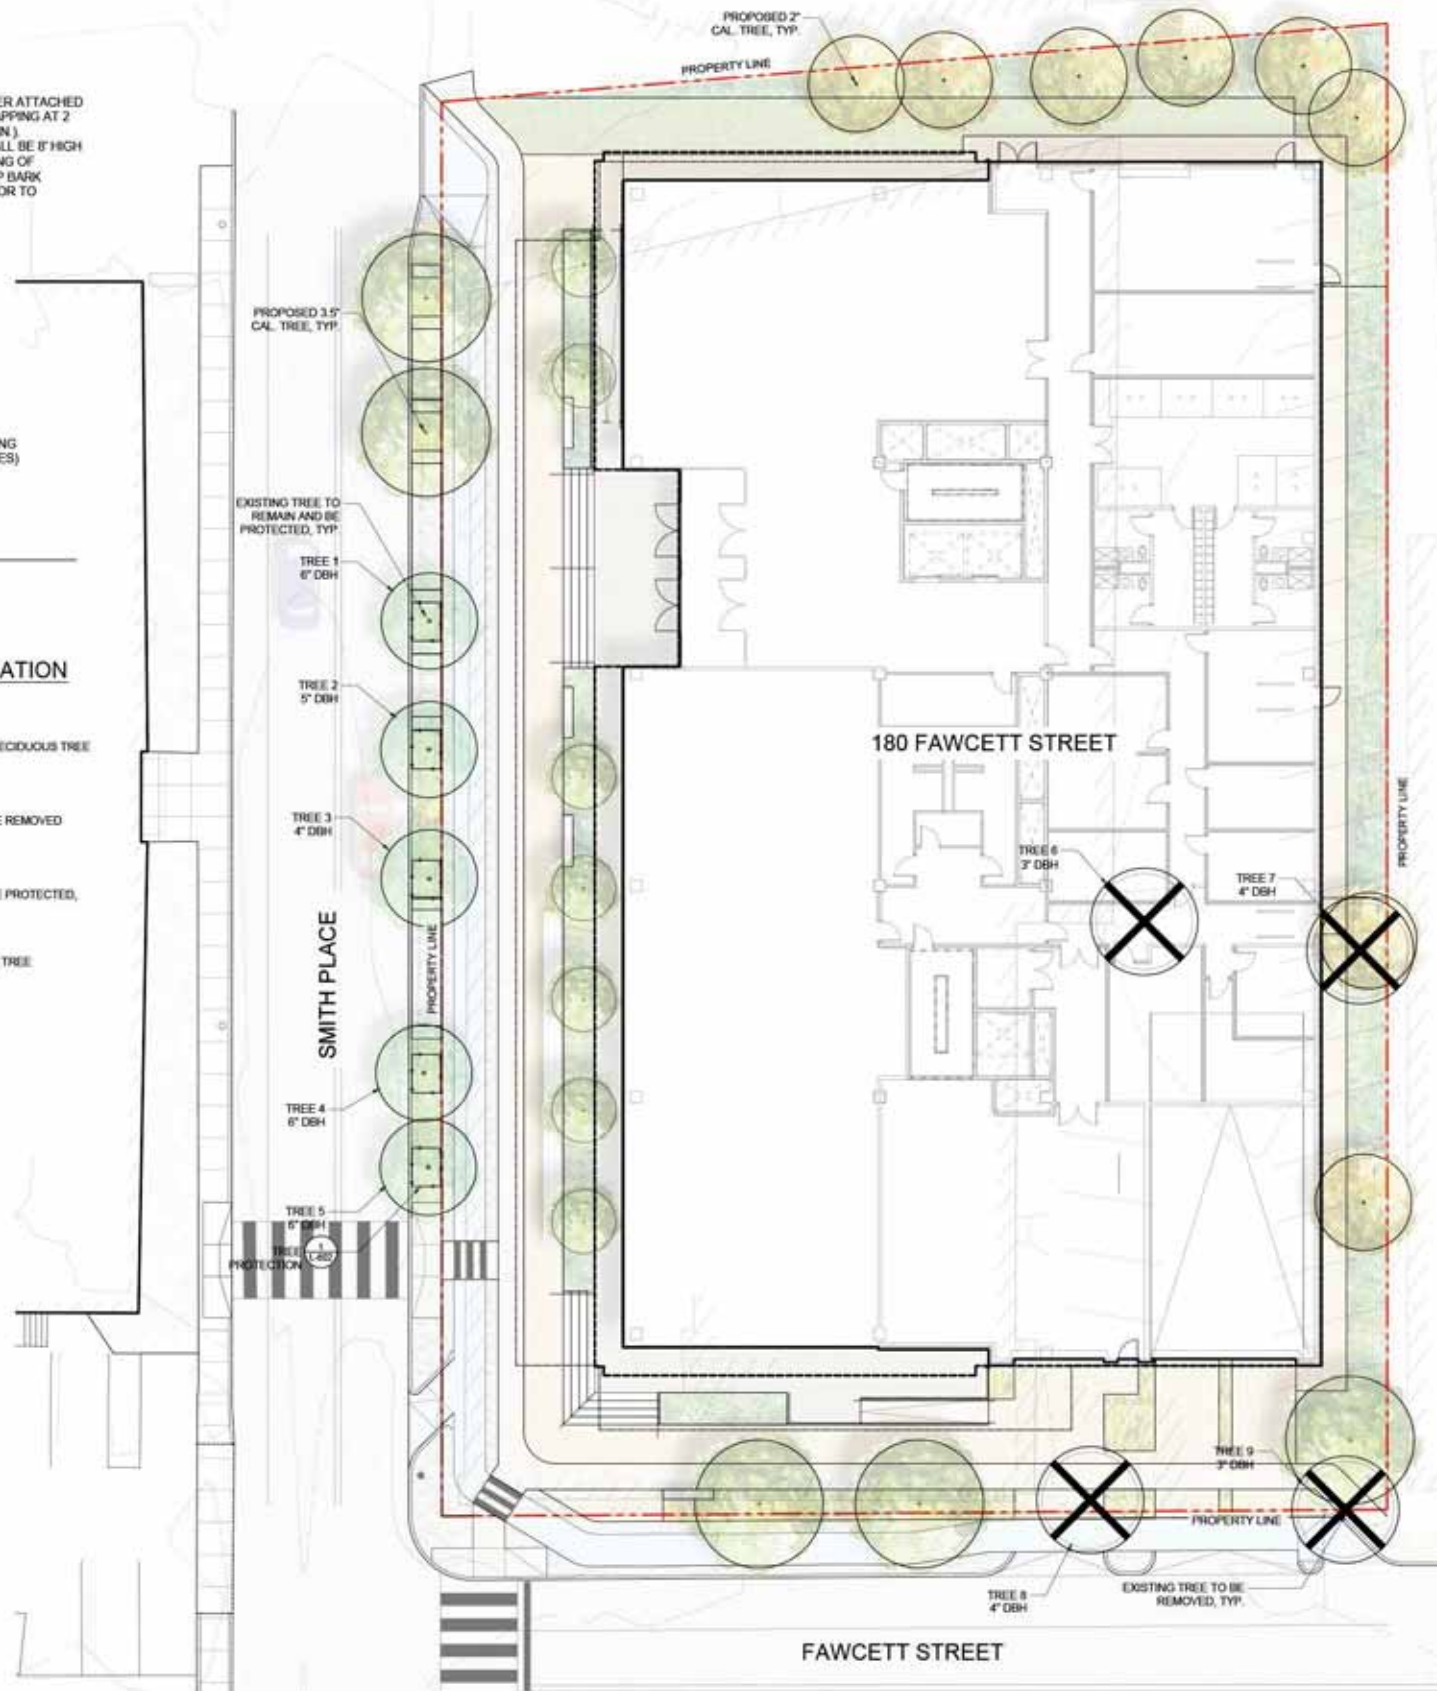 PROPOSED 2"
CAL. TREE, TYP.
PROPERTY LINE
ER ATTACHED
APPING AT 2
N ).
LL BE 8' HIGH
NG OF
P BARK
OR TO
PROPOSED 3.5"
CAL. TREE, TYP.
NG
ES)
EXISTING TREE TO
REMAIN AND BE
PROTECTED, TYP.
TREE 1
6" DBH
ATION
TREE 2
5" DBH
ECIDUOUS TREE
180 FAWCETT STREET
E REMOVED
TREE 3
4" DBH
PROPERTY LINE
TREE 6
3" DBH
TREE 7
4" DBH
E PROTECTED,
TREE
SMITH PLACE
PROPERTY LINE
TREE 4
6" DBH
TREE 5
6" DBH
TREE
PROTECTION
1
L-602
TREE 9
3" DBH
PROPERTY LINE
TREE 8
4" DBH
EXISTING TREE TO BE
REMOVED, TYP.
FAWCETT STREET